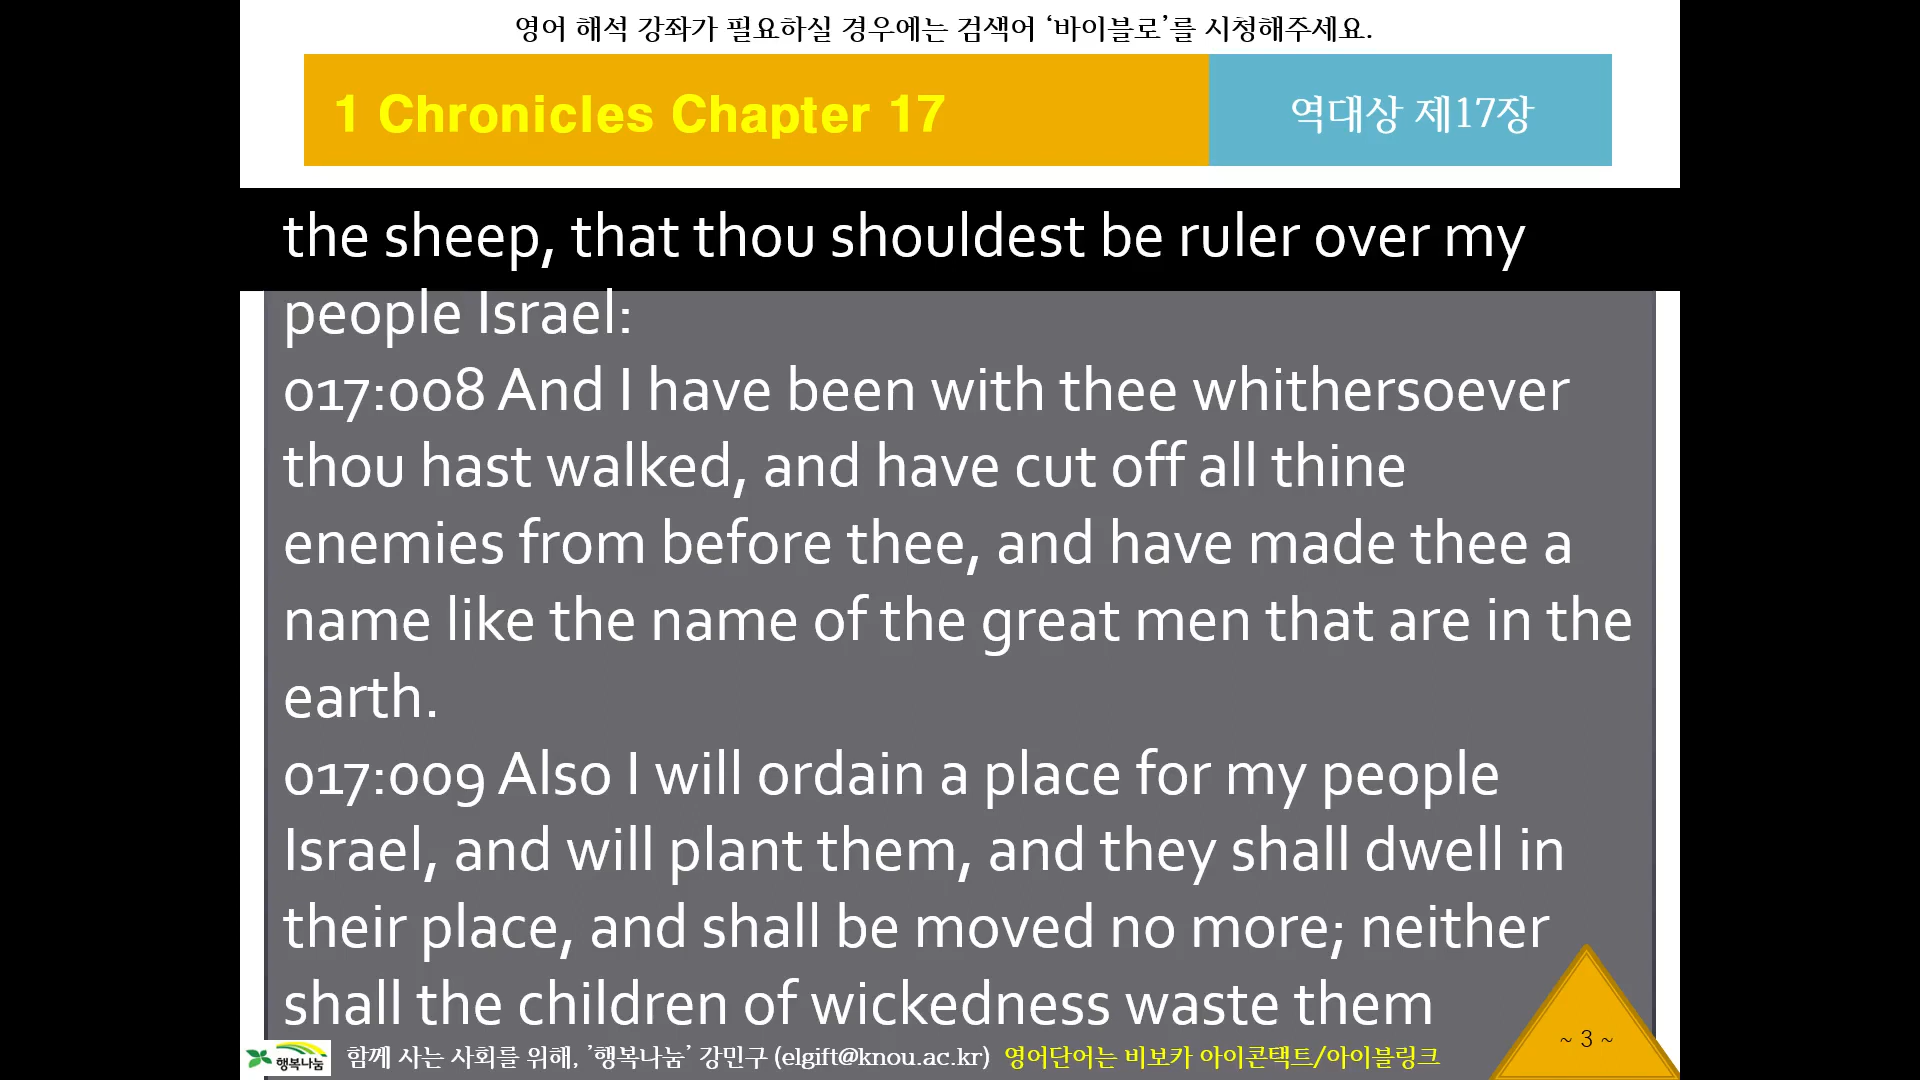 영어 해석 강좌가 필요하실 경우에는 검색어 ‘바이블로’를 시청해주세요.
1 Chronicles Chapter 17
역대상 제17장
the sheep, that thou shouldest be ruler over my
people Israel:
017:008 And I have been with thee whithersoever
thou hast walked, and have cut off all thine
enemies from before thee, and have made thee a
name like the name of the great men that are in the
earth.
017:009 Also I will ordain a place for my people
Israel, and will plant them, and they shall dwell in
their place, and shall be moved no more; neither
shall the children of wickedness waste them
~ 3 ~
행복나눔
함께 사는 사회를 위해, ’행복나눔’ 강민구 (elgift@knou.ac.kr) 영어단어는 비보카 아이콘택트/아이블링크